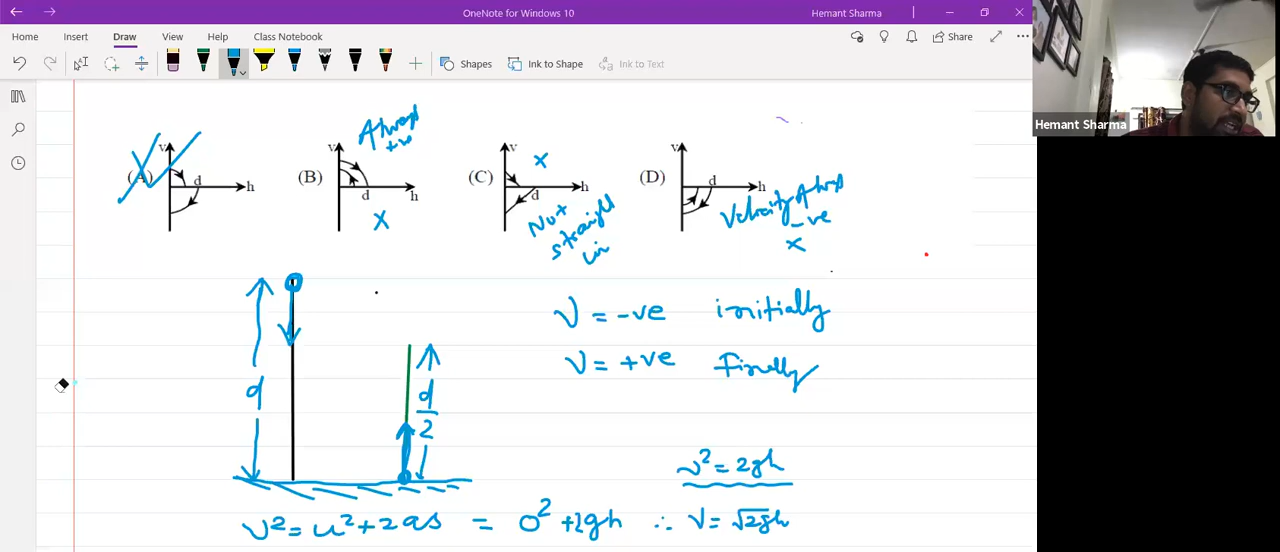 OneNote for Windows 10
Hemant Sharma
Home Insert Draw View Help Class Notebook
Share
Shapes
Ink to Shape
Ink to Text
Hemant Sharma
Always
+ve
(A) v d h
(B) v d h
X
(C) v d h
X
Not
straight
(D) v d h
Velocity Always
-ve
X
v = -ve initially
v = +ve Finally
d
d/2
v² = 2gh
v² = u² + 2as = 0² + 2gh ∴ v = √2gh